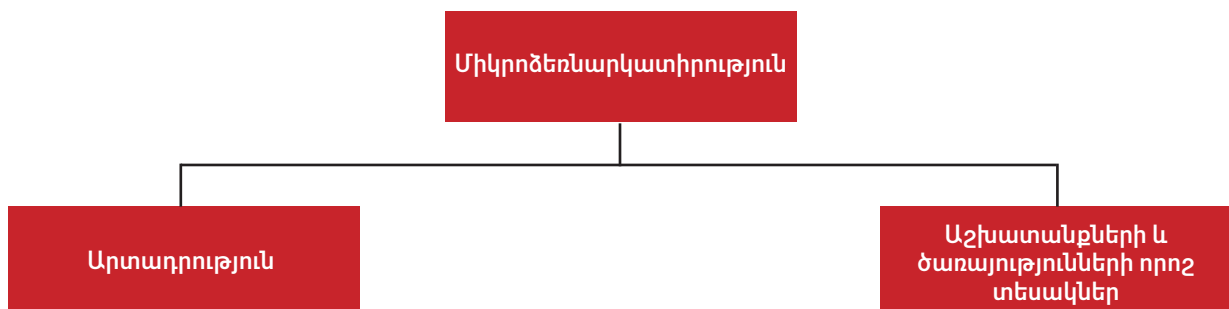 Միկրոձեռնարկատիրություն
Արտադրություն
Աշխատանքների և
ծառայությունների որոշ
տեսակներ